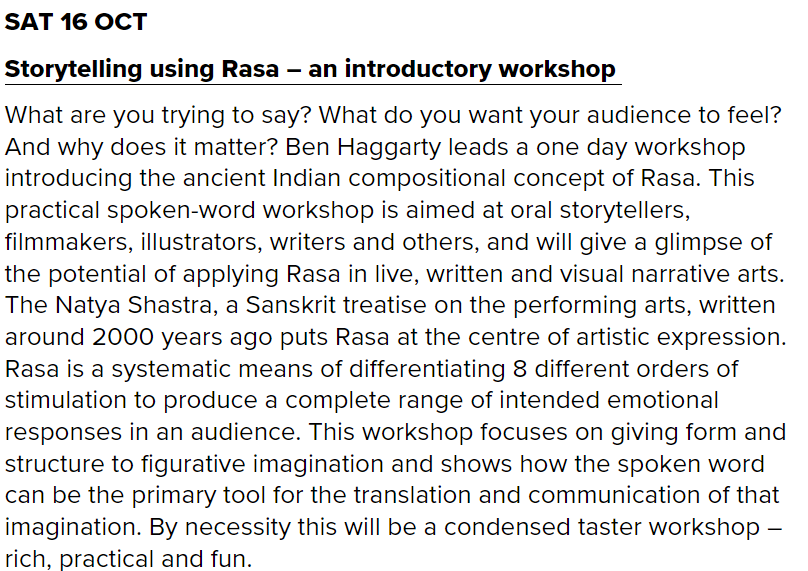 SAT 16 OCT
Storytelling using Rasa – an introductory workshop
What are you trying to say? What do you want your audience to feel?
And why does it matter? Ben Haggarty leads a one day workshop
introducing the ancient Indian compositional concept of Rasa. This
practical spoken-word workshop is aimed at oral storytellers,
filmmakers, illustrators, writers and others, and will give a glimpse of
the potential of applying Rasa in live, written and visual narrative arts.
The Natya Shastra, a Sanskrit treatise on the performing arts, written
around 2000 years ago puts Rasa at the centre of artistic expression.
Rasa is a systematic means of differentiating 8 different orders of
stimulation to produce a complete range of intended emotional
responses in an audience. This workshop focuses on giving form and
structure to figurative imagination and shows how the spoken word
can be the primary tool for the translation and communication of that
imagination. By necessity this will be a condensed taster workshop –
rich, practical and fun.